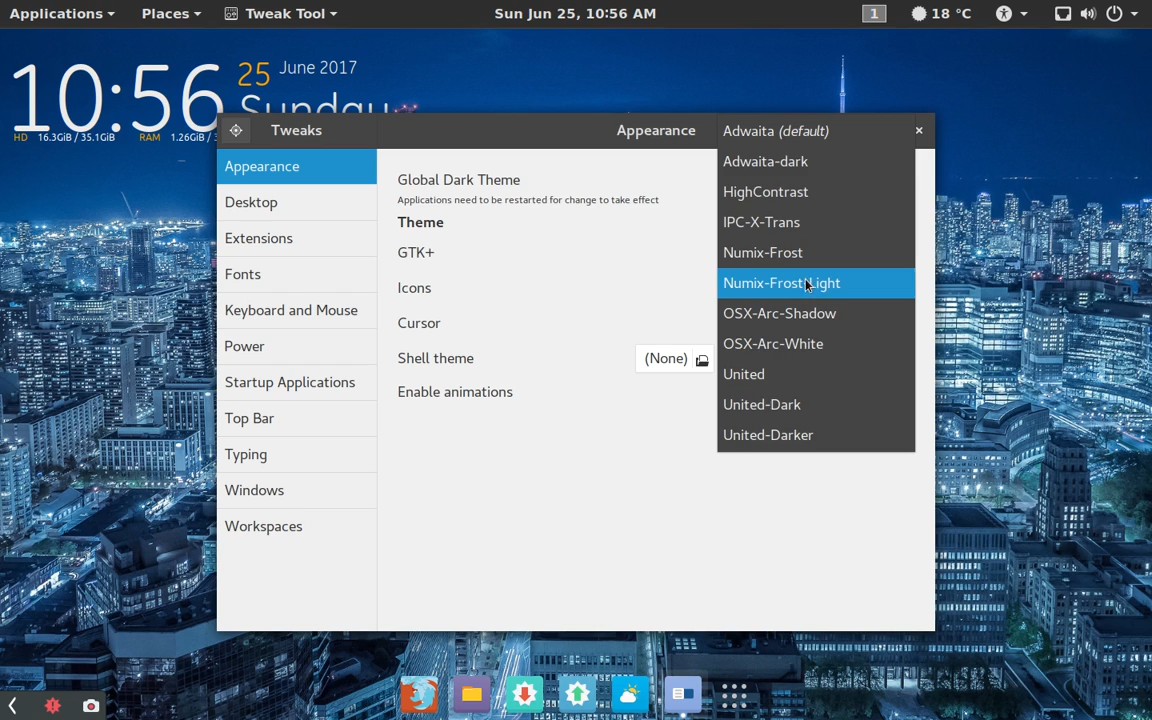 Applications Places Tweak Tool Sun Jun 25, 10:56 AM 1 18 °C
10:56 25 June 2017
Sunday
HD 16.3GiB / 35.1GiB RAM 1.26GiB /
Tweaks Appearance
Appearance
Desktop
Extensions
Fonts
Keyboard and Mouse
Power
Startup Applications
Top Bar
Typing
Windows
Workspaces
Global Dark Theme
Applications need to be restarted for change to take effect
Theme
GTK+
Icons
Cursor
Shell theme (None)
Enable animations
Adwaita (default)
Adwaita-dark
HighContrast
IPC-X-Trans
Numix-Frost
Numix-Frost-Light
OSX-Arc-Shadow
OSX-Arc-White
United
United-Dark
United-Darker